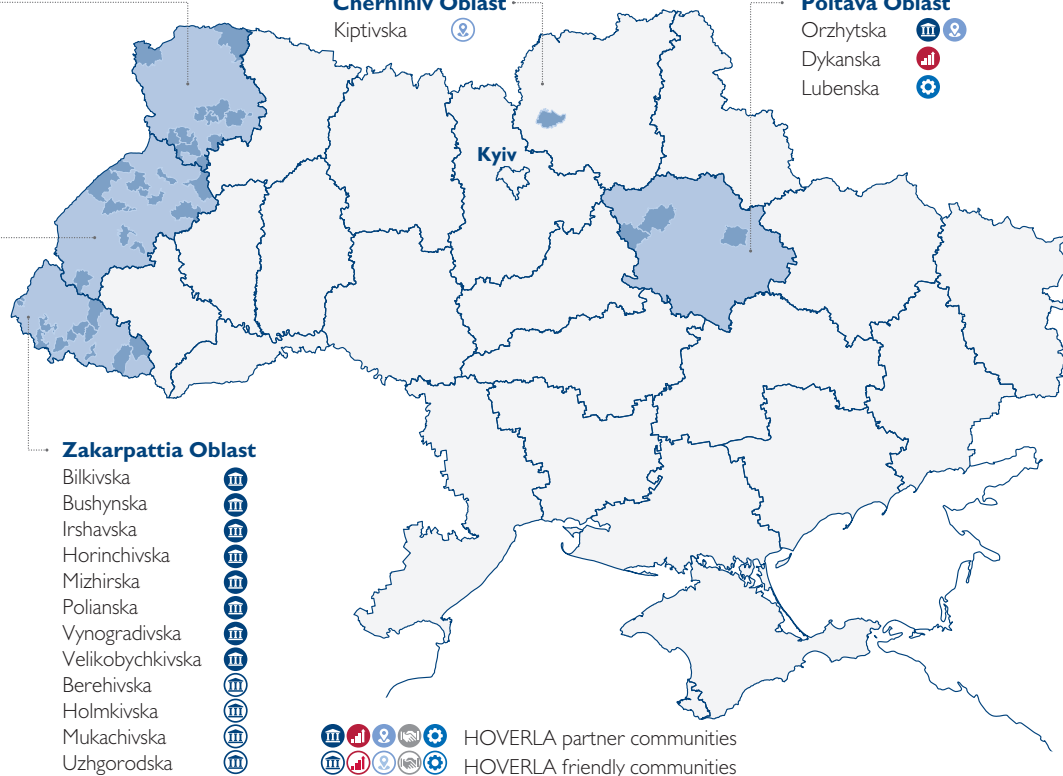 Chernihiv Oblast
Kiptivska
Poltava Oblast
Orzhytska
Dykanska
Lubenska
Kyiv
Zakarpattia Oblast
Bilkivska
Bushynska
Irshavska
Horinchivska
Mizhirska
Polianska
Vynogradivska
Velikobychkivska
Berehivska
Holmkivska
Mukachivska
Uzhgorodska
HOVERLA partner communities
HOVERLA friendly communities